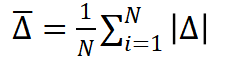 Δ̅ = 1/N ∑_{i=1}^{N} |Δ|